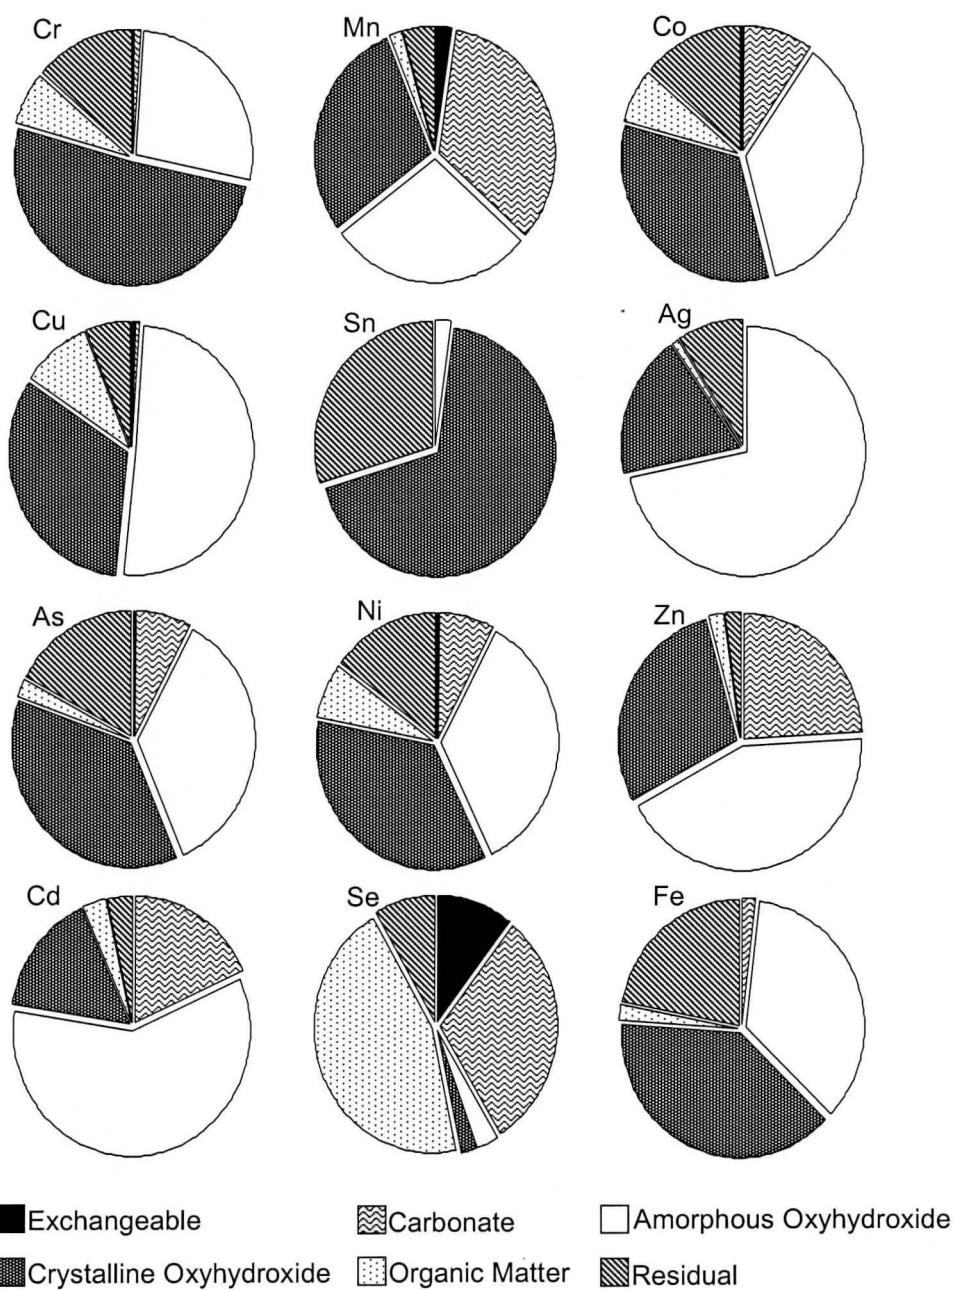 Cr
Mn
Co
Cu
Sn
Ag
As
Ni
Zn
Cd
Se
Fe
Exchangeable
Carbonate
Amorphous Oxyhydroxide
Crystalline Oxyhydroxide
Organic Matter
Residual